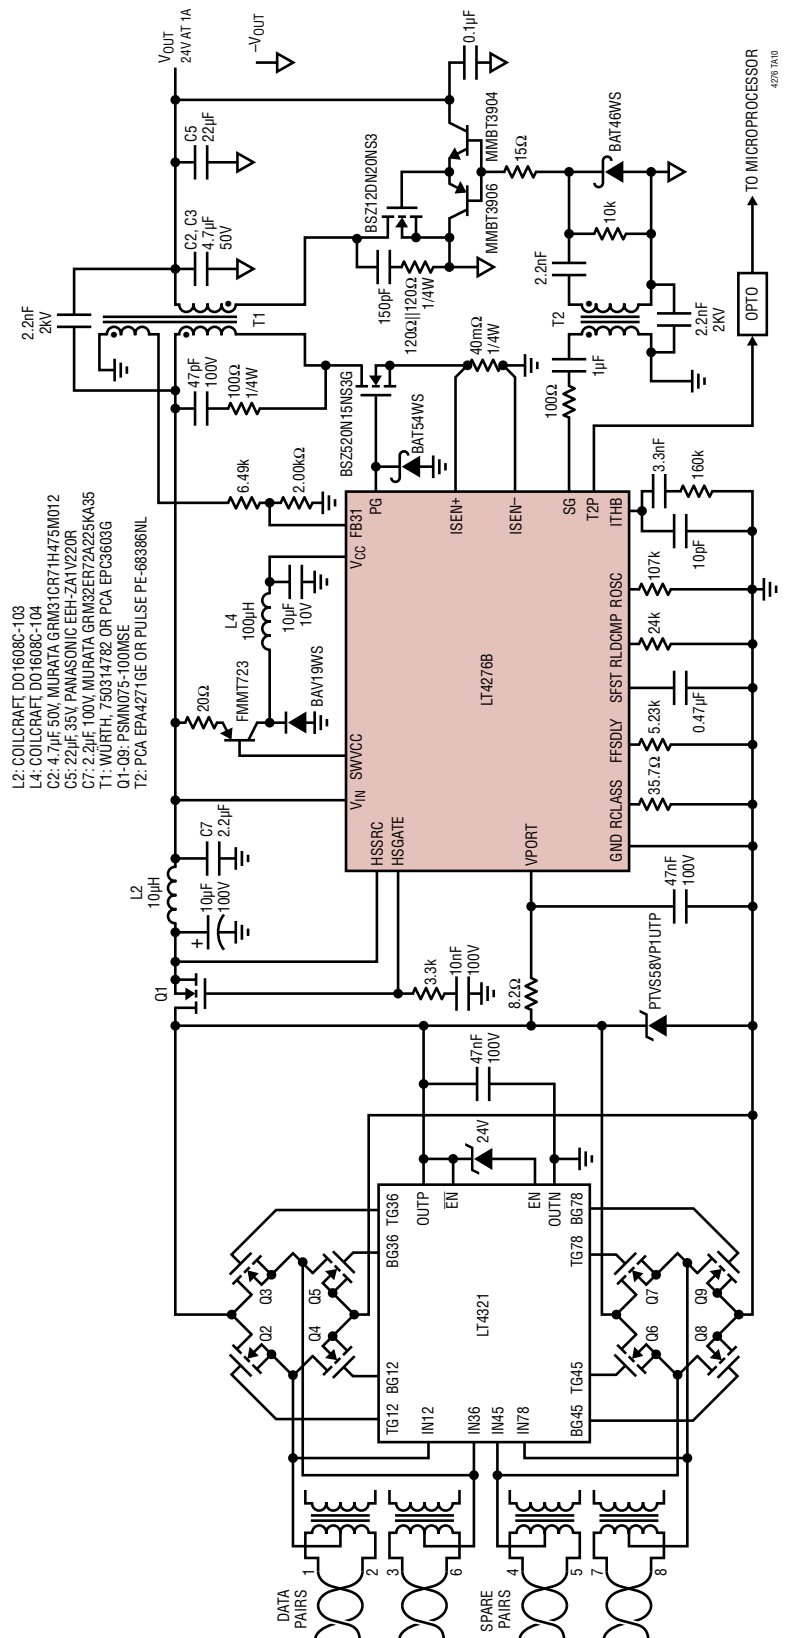 L2: COILCRAFT, DO1608C-103
L4: COILCRAFT, DO1608C-104
C2: 4.7µF, 50V, MURATA GRM31CR71H475M012
C5: 22µF, 35V, PANASONIC EEH-ZA1V220R
C7: 2.2µF, 100V, MURATA GRM32ER72A225KA35
T1: WÜRTH, 750314782 OR PCA EPC3603G
Q1-Q9: PSMN075-100MSE
T2: PCA EPA4271GE OR PULSE PE-68386NL
DATA
PAIRS
1
2
3
6
SPARE
PAIRS
4
5
7
8
Q2
Q3
Q4
Q5
TG12
BG12
BG36
TG36
IN12
IN36
IN45
IN78
LT4321
OUTP
EN
EN
OUTN
BG45
TG45
TG78
BG78
Q6
Q7
Q8
Q9
24V
47nF
100V
PTVS58VP1UTP
8.2Ω
47nF
100V
Q1
3.3k
10nF
100V
+
10µF
100V
L2
10µH
C7
2.2µF
20Ω
FMMT723
BAV19WS
L4
100µH
10µF
10V
6.49k
2.00kΩ
HSSRC
HSGATE
VIN
SWVCC
VCC
FB31
VPORT
LT4276B
PG
ISEN+
ISEN–
SG
T2P
ITHB
GND
RCLASS
FFSDLY
SFST
RLDCMP
ROSC
35.7Ω
5.23k
0.47µF
24k
107k
10pF
3.3nF
160k
47pF
100V
100Ω
1/4W
2.2nF
2kV
T1
BSZ520N15NS3G
BAT54WS
40mΩ
1/4W
100Ω
1µF
T2
2.2nF
2.2nF
2KV
10k
BAT46WS
15Ω
C2, C3
4.7µF
50V
C5
22µF
150pF
120Ω||120Ω
1/4W
BSZ12DN20NS3
MMBT3906
MMBT3904
0.1µF
VOUT
24V AT 1A
–VOUT
OPTO
TO MICROPROCESSOR
4276 TA10